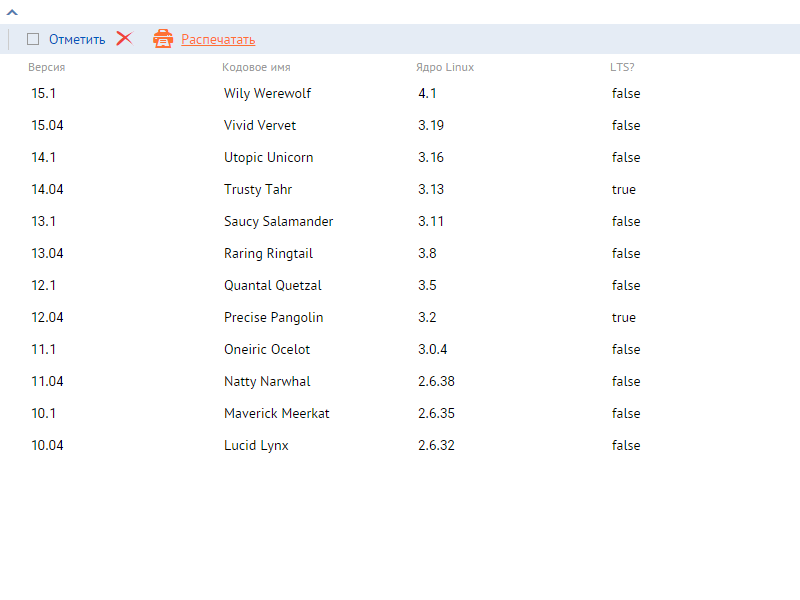 Отметить Распечатать
Версия Кодовое имя Ядро Linux LTS?
15.1 Wily Werewolf 4.1 false
15.04 Vivid Vervet 3.19 false
14.1 Utopic Unicorn 3.16 false
14.04 Trusty Tahr 3.13 true
13.1 Saucy Salamander 3.11 false
13.04 Raring Ringtail 3.8 false
12.1 Quantal Quetzal 3.5 false
12.04 Precise Pangolin 3.2 true
11.1 Oneiric Ocelot 3.0.4 false
11.04 Natty Narwhal 2.6.38 false
10.1 Maverick Meerkat 2.6.35 false
10.04 Lucid Lynx 2.6.32 false